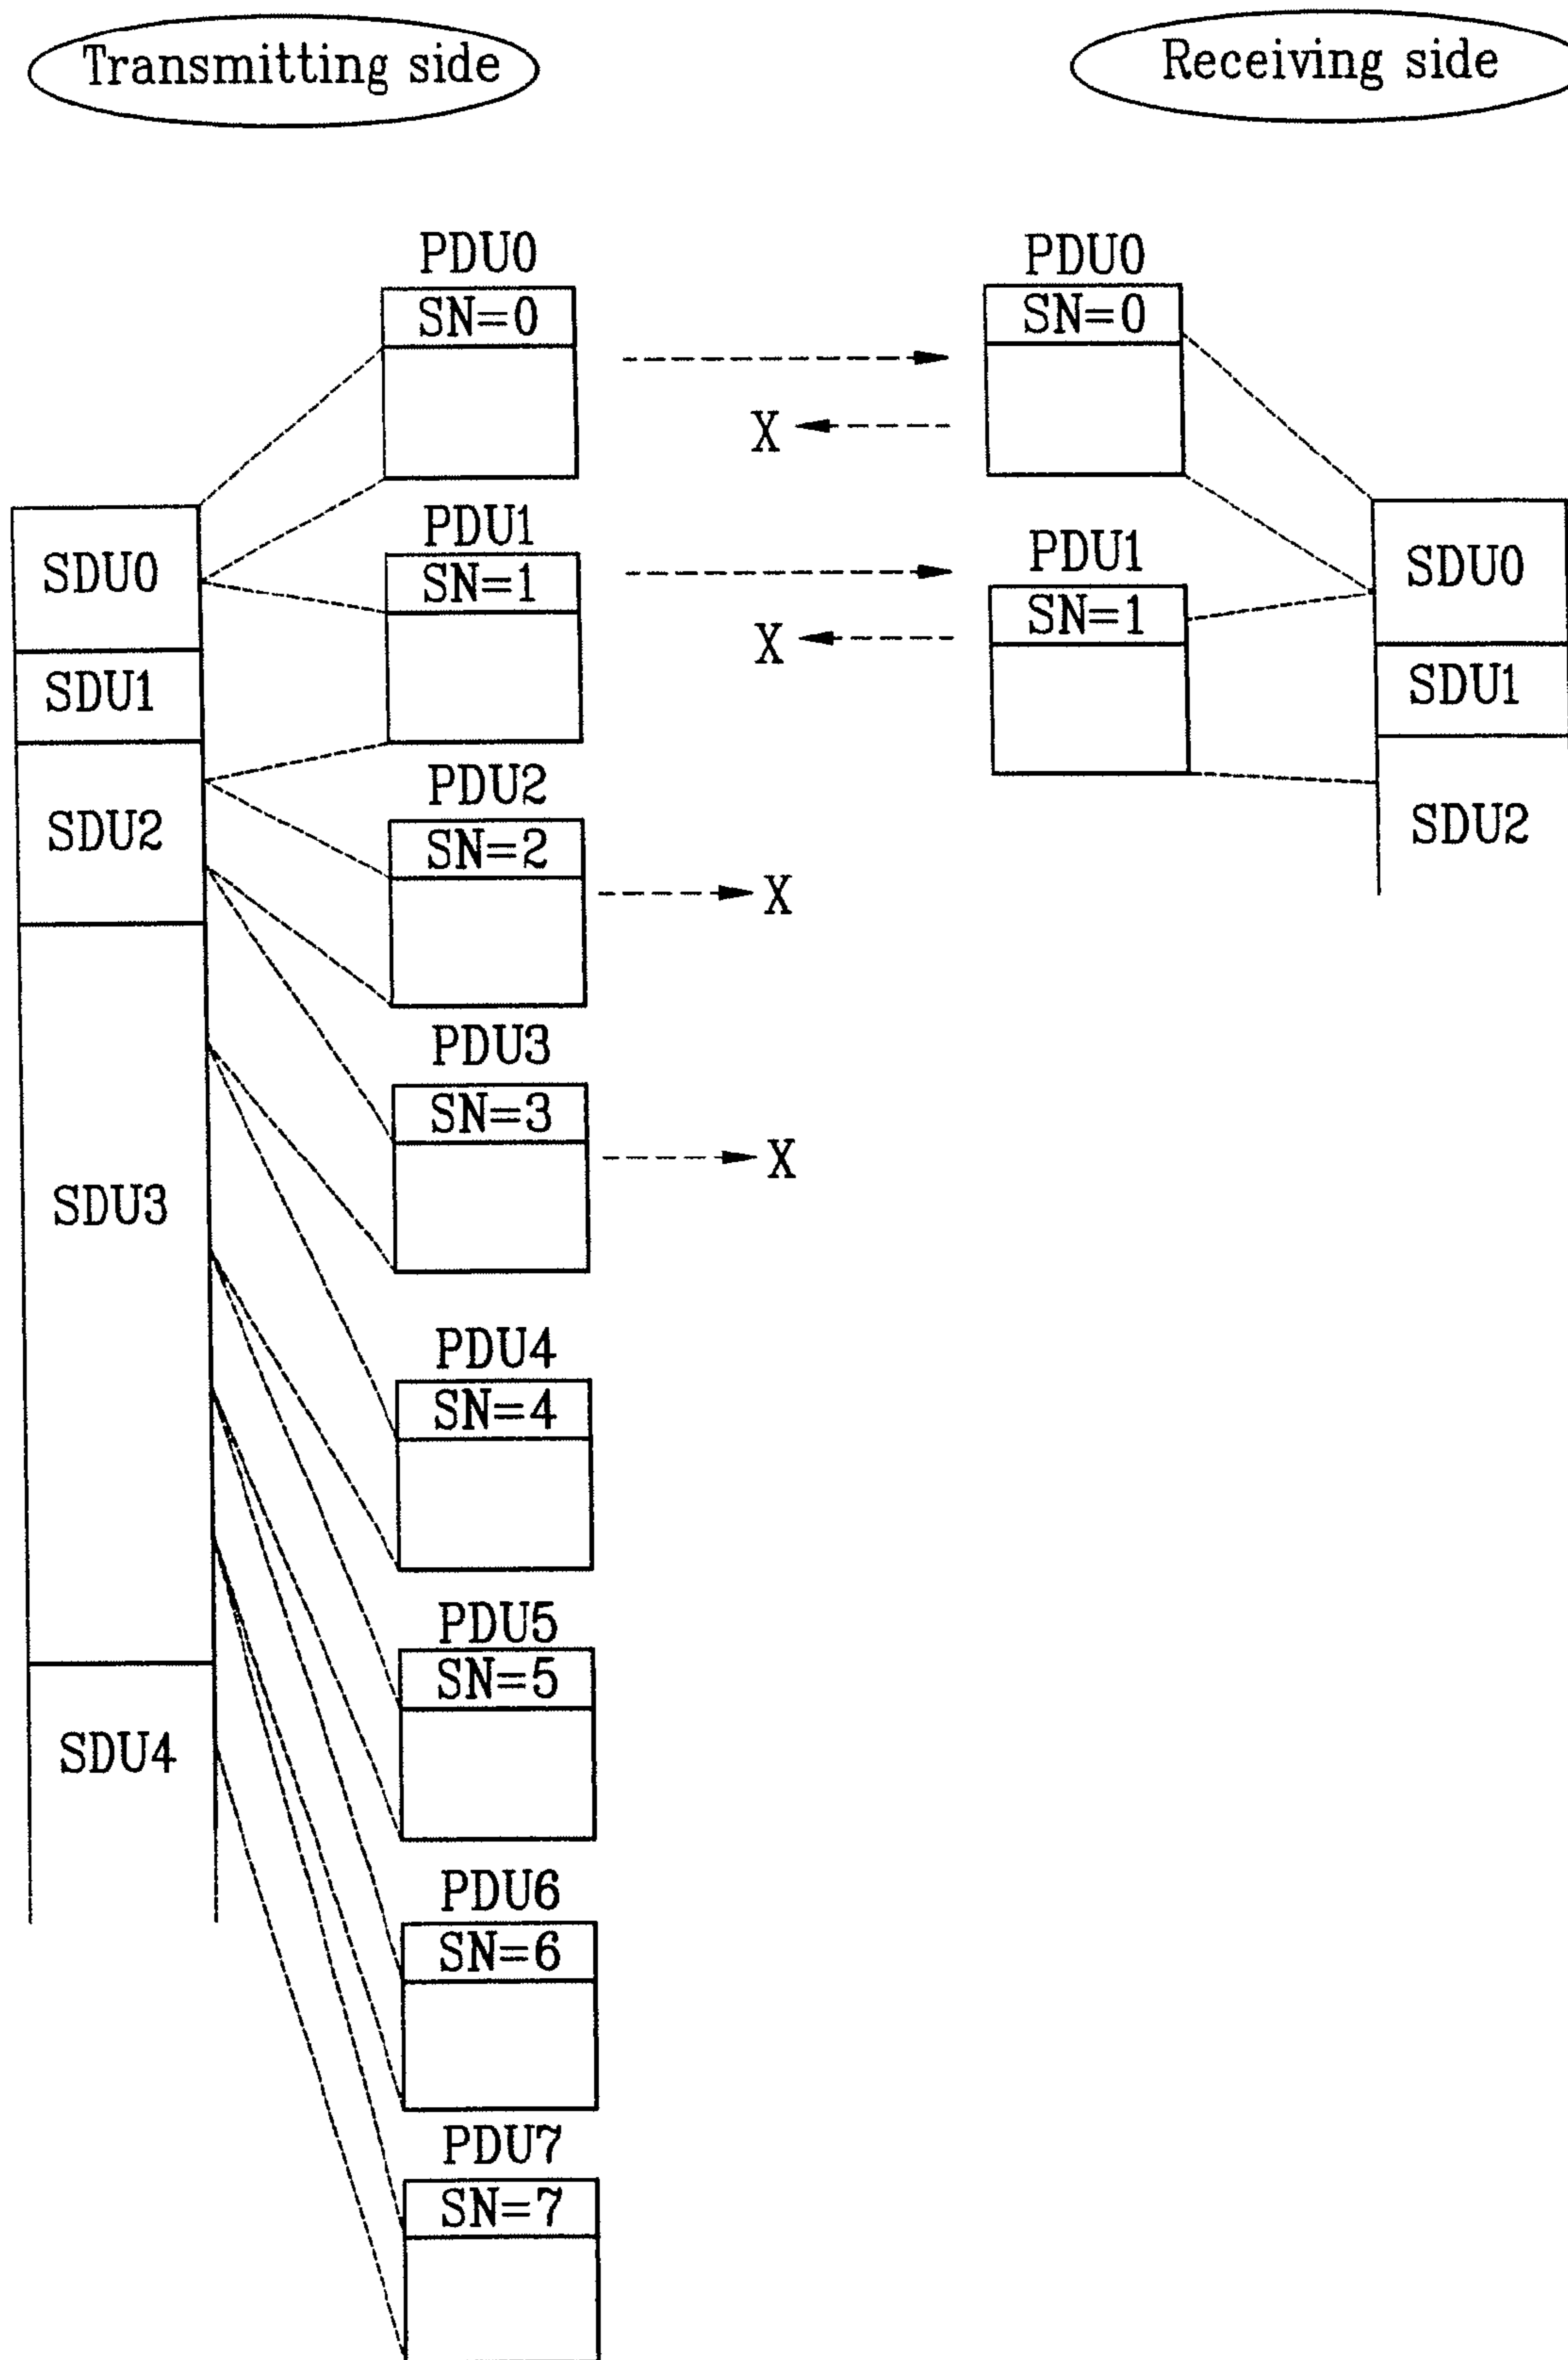 Transmitting side
Receiving side
PDU0
SN=0
PDU0
SN=0
X
SDU0
PDU1
SN=1
PDU1
SN=1
SDU0
X
SDU1
SDU1
SDU2
PDU2
SN=2
X
SDU2
PDU3
SN=3
X
SDU3
PDU4
SN=4
PDU5
SN=5
SDU4
PDU6
SN=6
PDU7
SN=7